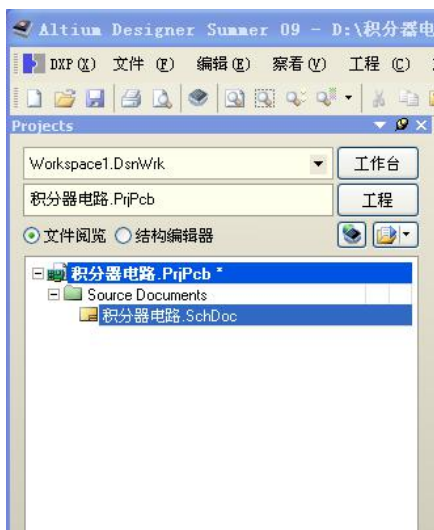 Altium Designer Summer 09 - D:\积分器电
DXP (X) 文件 (F) 编辑 (E) 察看 (V) 工程 (C)
Projects
Workspace1.DsnWrk 工作台
积分器电路.PrjPcb 工程
文件阅览 结构编辑器
积分器电路.PrjPcb *
Source Documents
积分器电路.SchDoc